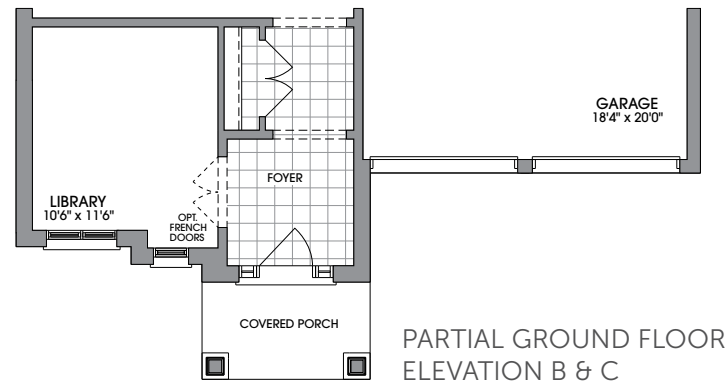 GARAGE
18'4" x 20'0"
FOYER
LIBRARY
10'6" x 11'6"
OPT.
FRENCH
DOORS
COVERED PORCH
PARTIAL GROUND FLOOR
ELEVATION B & C